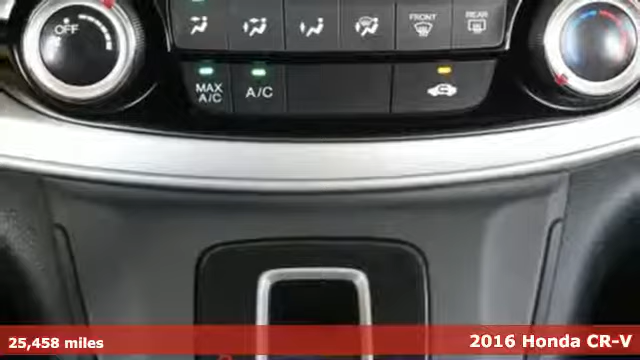 OFF
FRONT
REAR
MAX
A/C
A/C
25,458 miles
2016 Honda CR-V